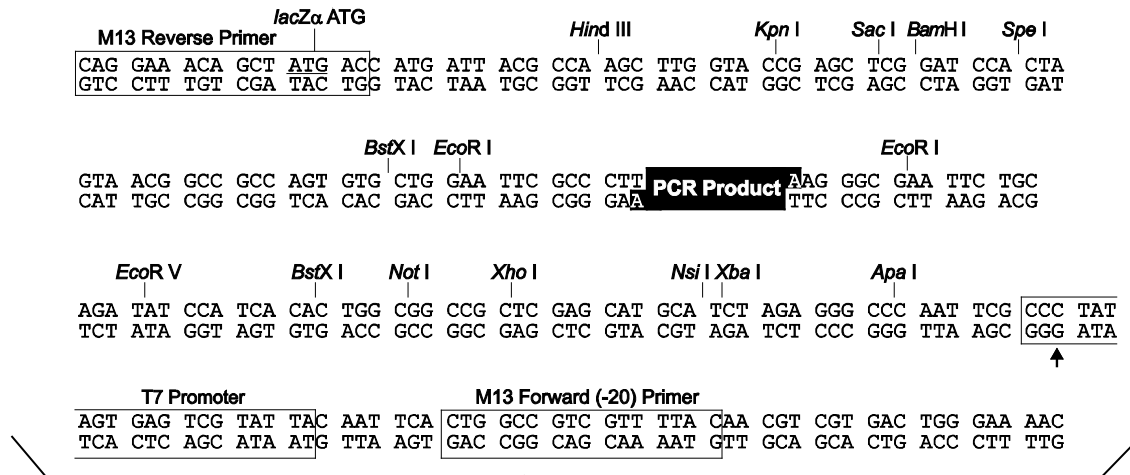 lacZα ATG
M13 Reverse Primer Hind III Kpn I Sac I BamH I Spe I
CAG GAA ACA GCT ATG ACC ATG ATT ACG CCA AGC TTG GTA CCG AGC TCG GAT CCA CTA
GTC CTT TGT CGA TAC TGG TAC TAA TGC GGT TCG AAC CAT GGC TCG AGC CTA GGT GAT
BstX I EcoR I EcoR I
GTA ACG GCC GCC AGT GTG CTG GAA TTC GCC CTT PCR Product AAG GGC GAA TTC TGC
CAT TGC CGG CGG TCA CAC GAC CTT AAG CGG GAA TTC CCG CTT AAG ACG
EcoR V BstX I Not I Xho I Nsi I Xba I Apa I
AGA TAT CCA TCA CAC TGG CGG CCG CTC GAG CAT GCA TCT AGA GGG CCC AAT TCG CCC TAT
TCT ATA GGT AGT GTG ACC GCC GGC GAG CTC GTA CGT AGA TCT CCC GGG TTA AGC GGG ATA
T7 Promoter M13 Forward (-20) Primer
AGT GAG TCG TAT TAC AAT TCA CTG GCC GTC GTT TTA CAA CGT CGT GAC TGG GAA AAC
TCA CTC AGC ATA ATG TTA AGT GAC CGG CAG CAA AAT GTT GCA GCA CTG ACC CTT TTG